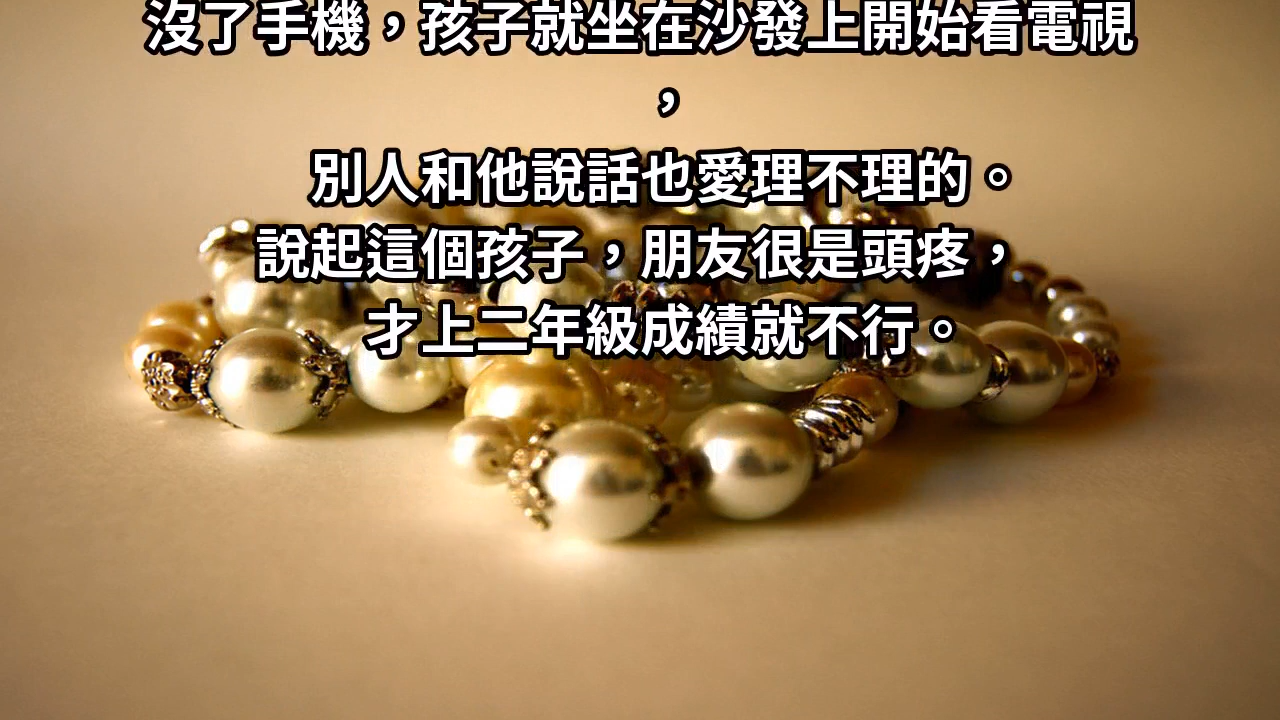 沒了手機，孩子就坐在沙發上開始看電視
，
別人和他說話也愛理不理的。
說起這個孩子，朋友很是頭疼，
才上二年級成績就不行。